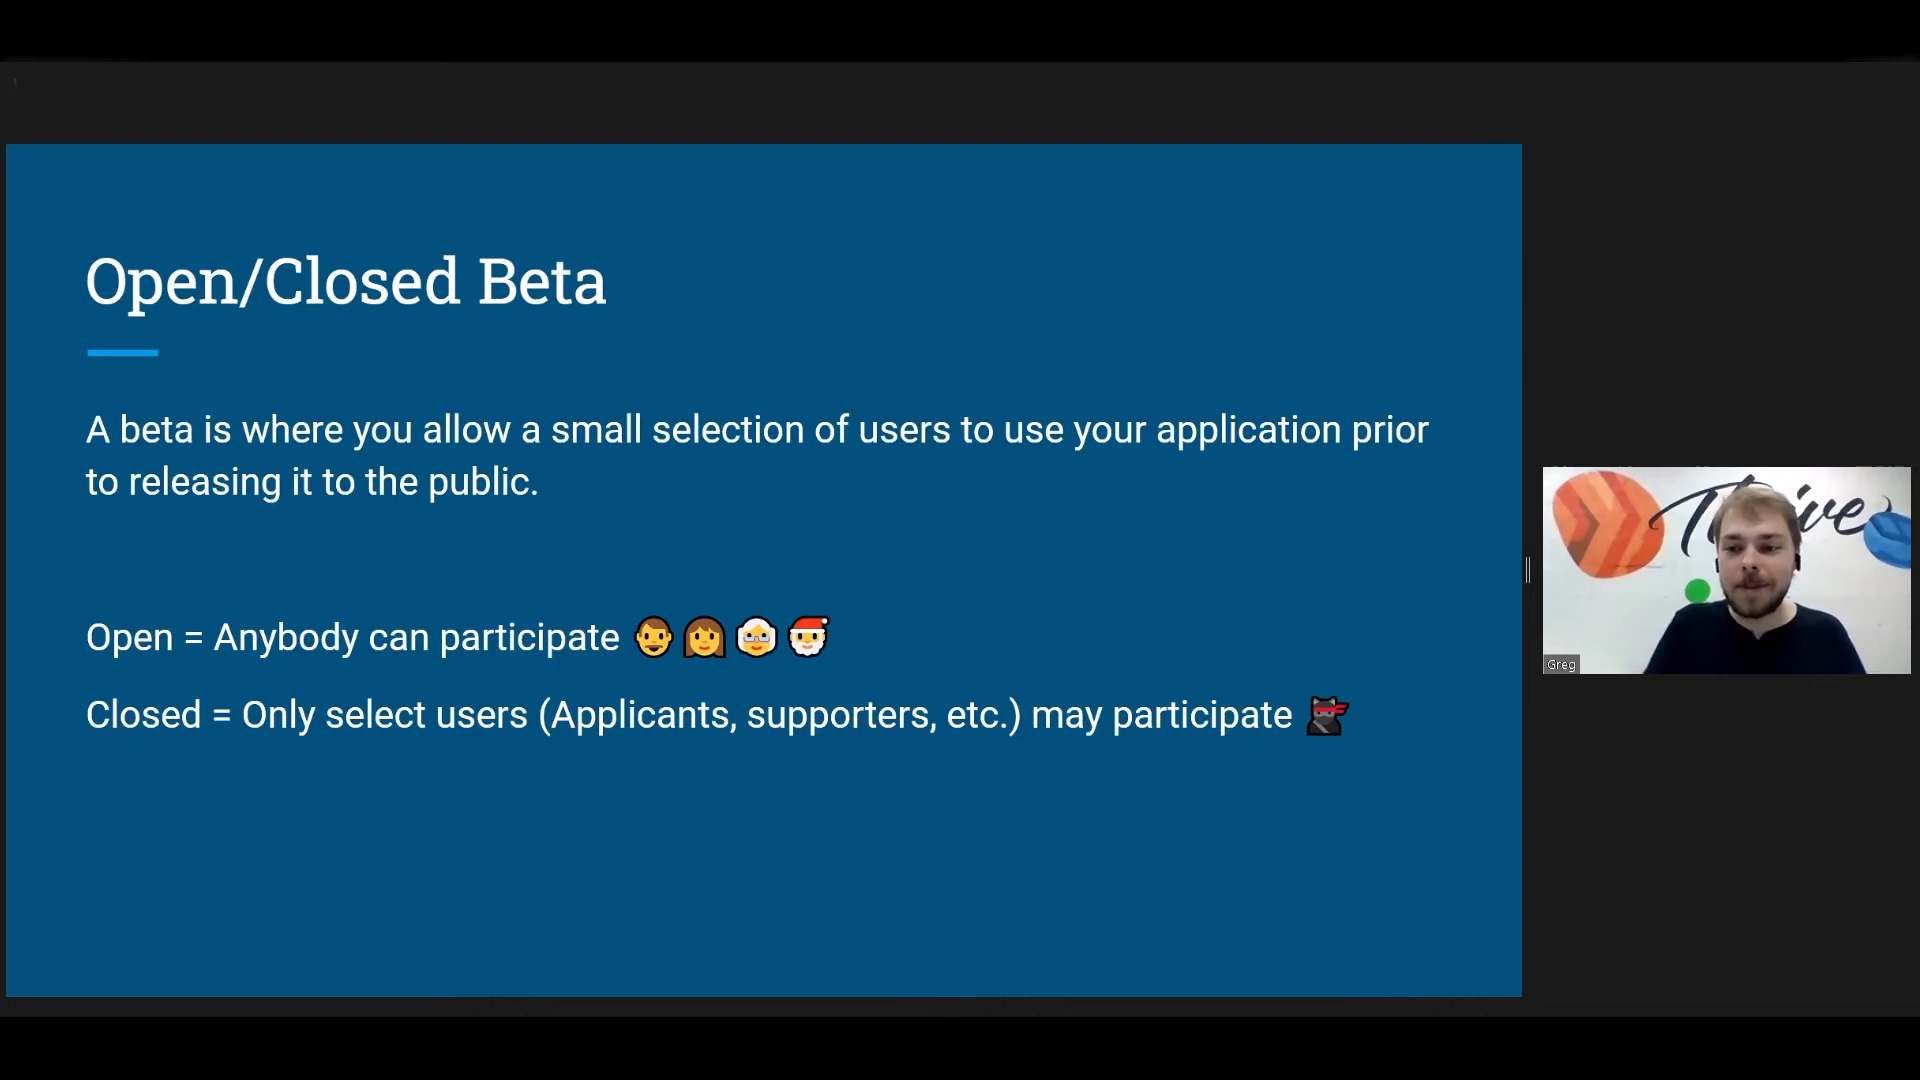 Open/Closed Beta
A beta is where you allow a small selection of users to use your application prior
to releasing it to the public.
Open = Anybody can participate 👨👩👵🎅
Closed = Only select users (Applicants, supporters, etc.) may participate 🐱‍👤
Thrive
Greg